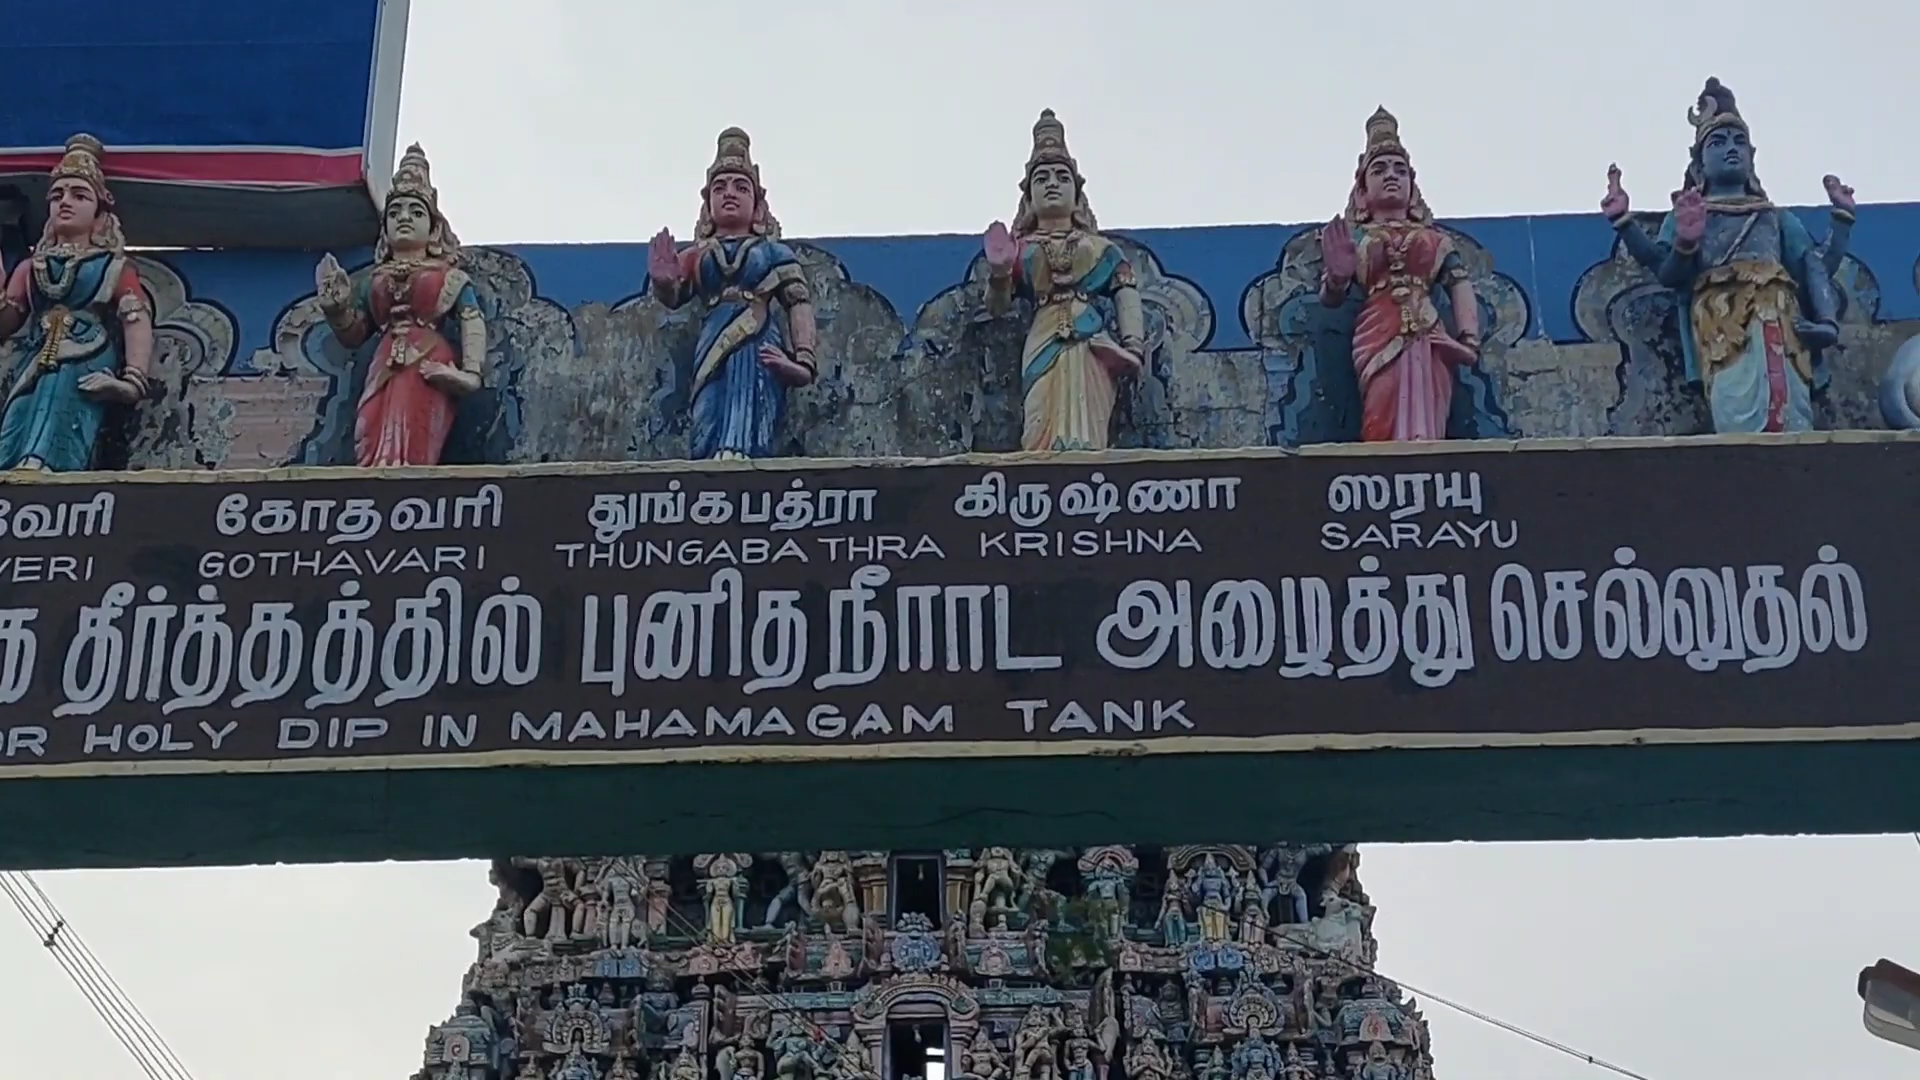 வேரி கோதவரி துங்கபத்ரா கிருஷ்ணா ஸரயு
VERI GOTHAVARI THUNGABATHRA KRISHNA SARAYU
தீர்த்தத்தில் புனிதநீராட அழைத்து செல்லுதல்
OR HOLY DIP IN MAHAMAGAM TANK